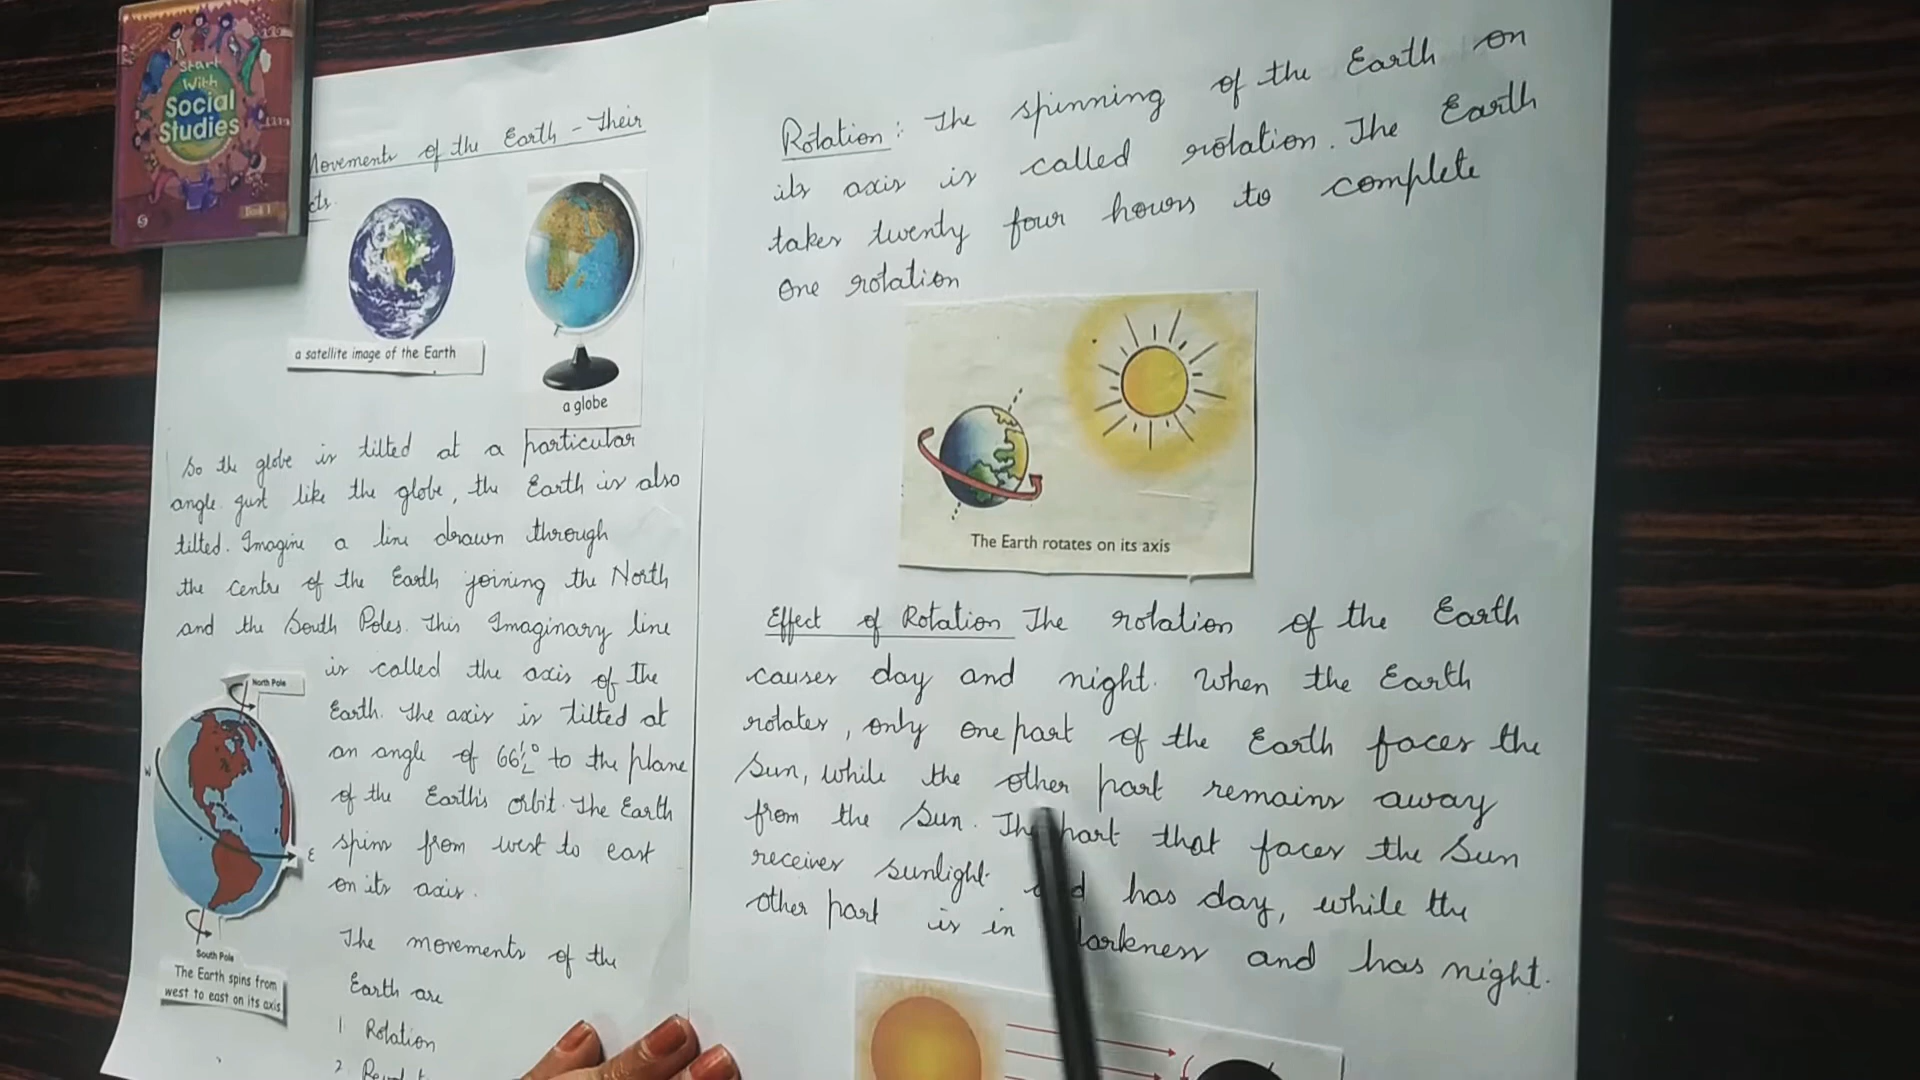 Start
With
Social
Studies
Book
Movements of the Earth - Their
cts.
a satellite image of the Earth
a globe
So the globe is tilted at a particular
angle just like the globe, the Earth is also
tilted. Imagine a line drawn through
the centre of the Earth joining the North
and the South Poles. This Imaginary line
is called the axis of the
Earth. The axis is tilted at
an angle of 66½° to the plane
of the Earth's orbit. The Earth
spins from west to east
on its axis.
North Pole
W
E
South Pole
The Earth spins from
west to east on its axis
The movements of the
Earth are
1 Rotation
2
Rotation: The spinning of the Earth on
its axis is called rotation. The Earth
takes twenty four hours to complete
one rotation
The Earth rotates on its axis
Effect of Rotation The rotation of the Earth
causes day and night. When the Earth
rotates, only one part of the Earth faces the
Sun, while the other part remains away
from the Sun. The part that faces the Sun
receives sunlight and has day, while the
other part is in darkness and has night.